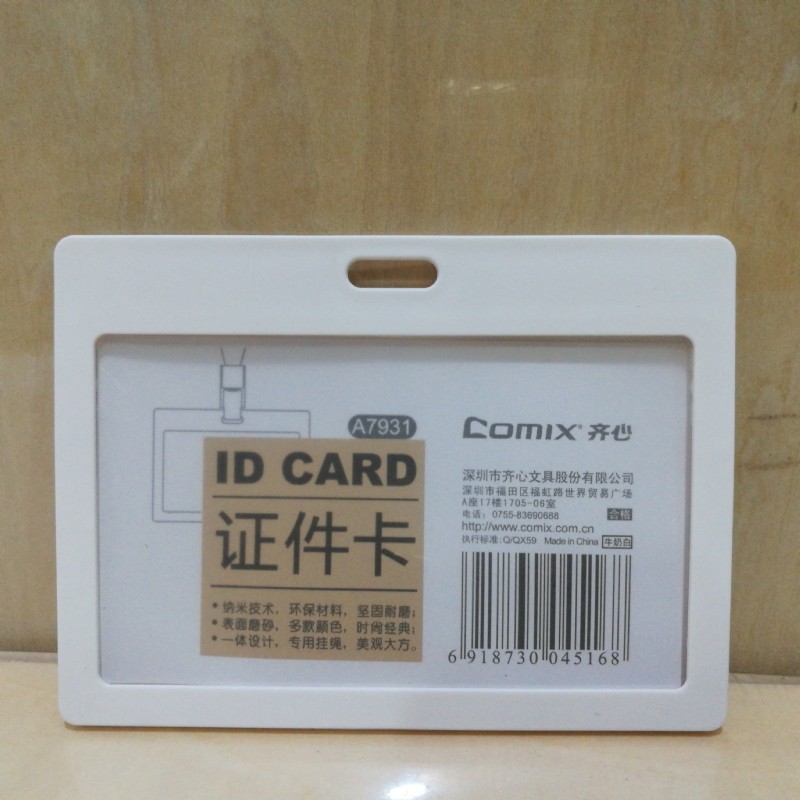 A7931
ID CARD
证件卡
*纳米技术，环保材料，坚固耐磨；
*表面磨砂，多款颜色，时尚经典；
*一体设计，专用挂绳，美观大方。
Comix® 齐心
深圳市齐心文具股份有限公司
深圳市福田区福虹路世界贸易广场
A座17楼1705-06室
电话：0755-83690688 合格
http://www.comix.com.cn
执行标准:Q/QX59 Made in China 牛奶白
6 918730 045168